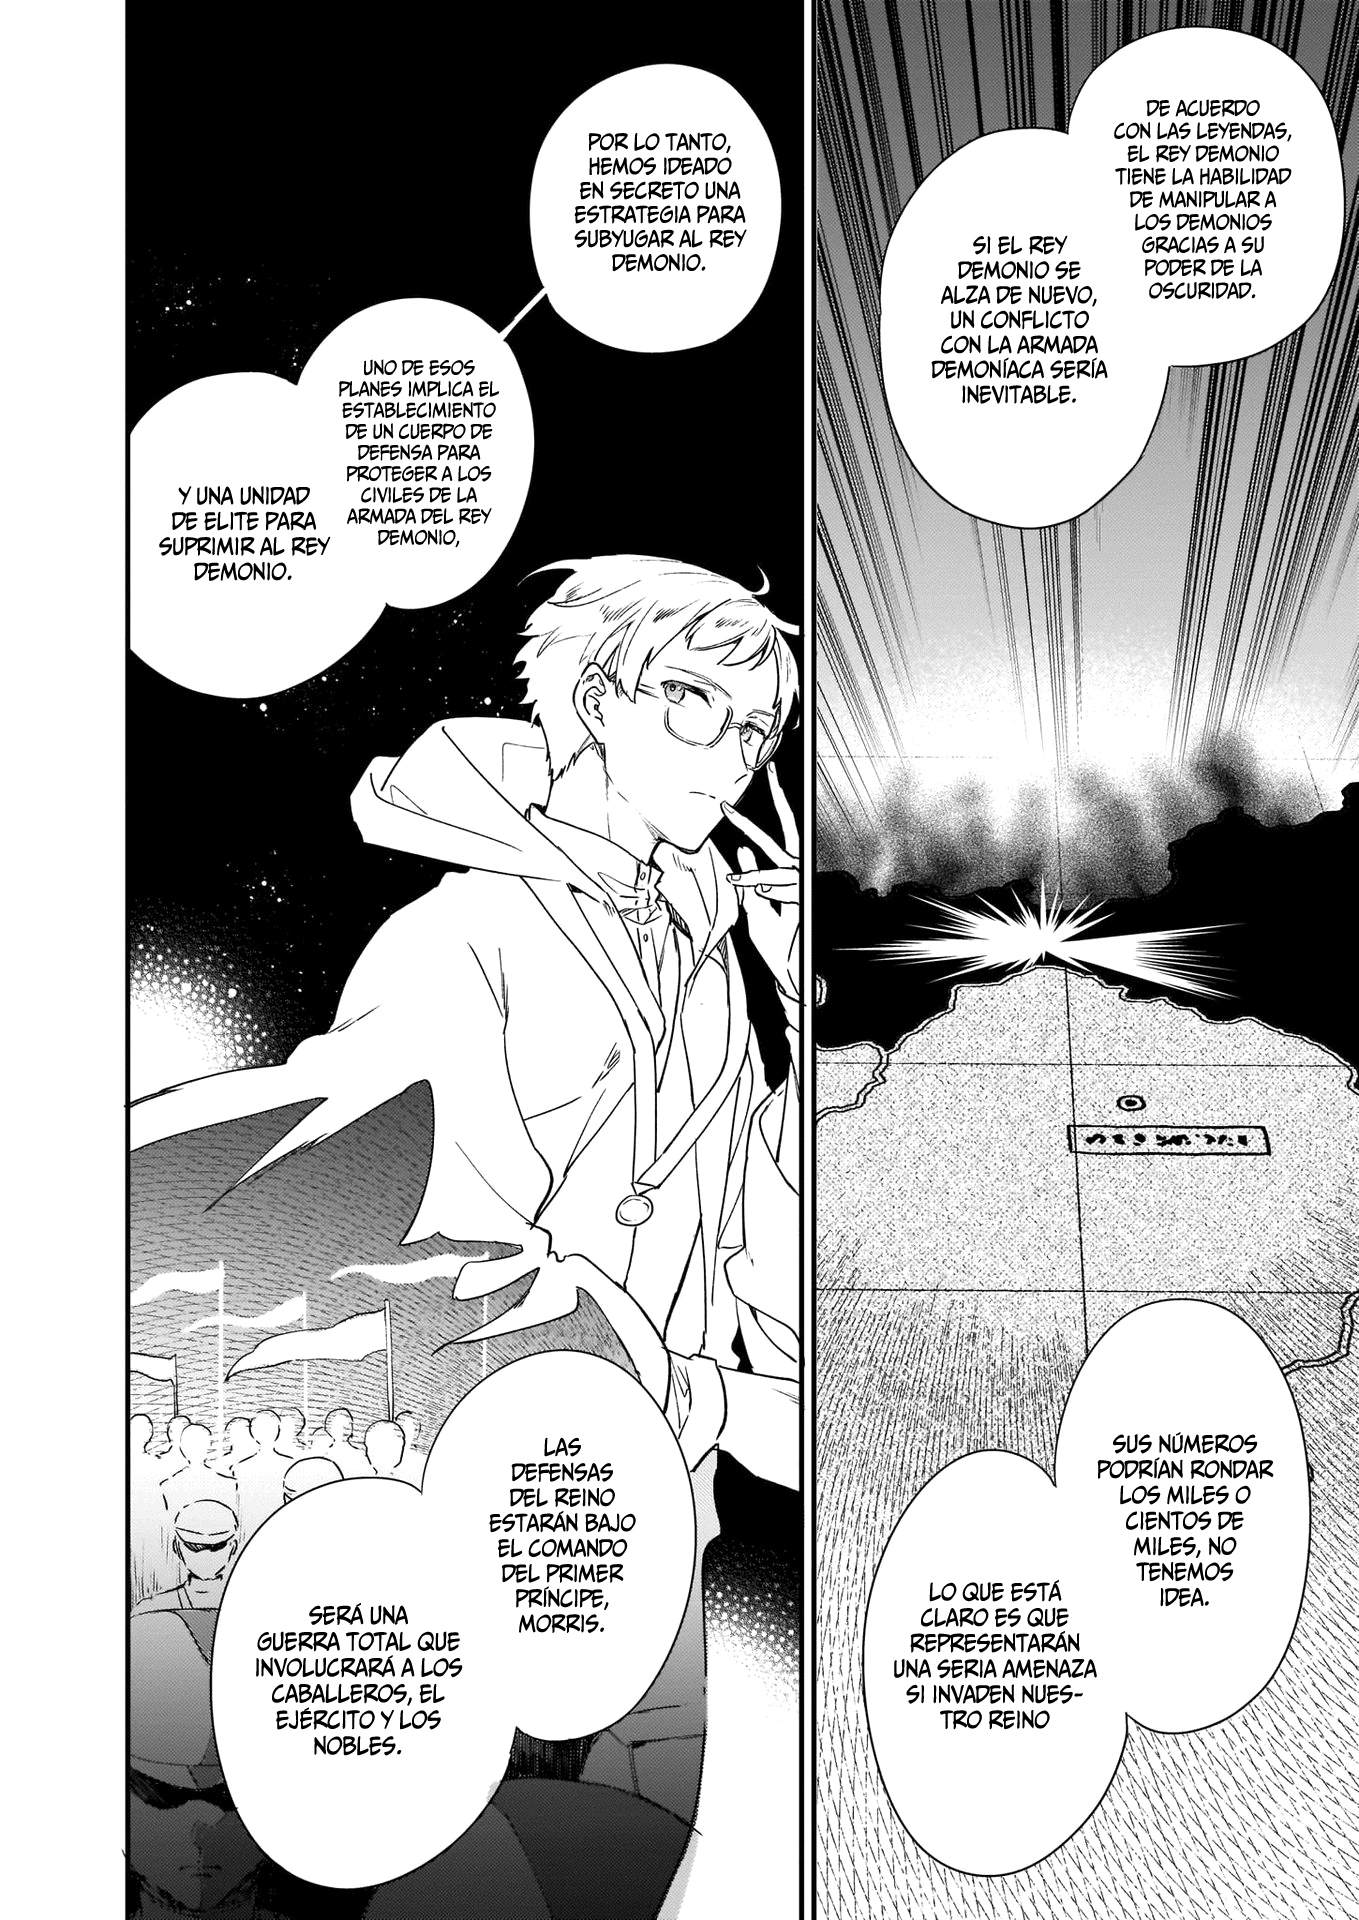 DE ACUERDO
CON LAS LEYENDAS,
EL REY DEMONIO
TIENE LA HABILIDAD
DE MANIPULAR A
LOS DEMONIOS
GRACIAS A SU
PODER DE LA
OSCURIDAD.
SI EL REY
DEMONIO SE
ALZA DE NUEVO,
UN CONFLICTO
CON LA ARMADA
DEMONÍACA SERÍA
INEVITABLE.
SUS NÚMEROS
PODRÍAN RONDAR
LOS MILES O
CIENTOS DE
MILES, NO
TENEMOS
IDEA.
LO QUE ESTÁ
CLARO ES QUE
REPRESENTARÁN
UNA SERIA AMENAZA
SI INVADEN NUES-
TRO REINO
POR LO TANTO,
HEMOS IDEADO
EN SECRETO UNA
ESTRATEGIA PARA
SUBYUGAR AL REY
DEMONIO.
UNO DE ESOS
PLANES IMPLICA EL
ESTABLECIMIENTO
DE UN CUERPO DE
DEFENSA PARA
PROTEGER A LOS
CIVILES DE LA
ARMADA DEL REY
DEMONIO,
Y UNA UNIDAD
DE ELITE PARA
SUPRIMIR AL REY
DEMONIO.
LAS
DEFENSAS
DEL REINO
ESTARÁN BAJO
EL COMANDO
DEL PRIMER
PRÍNCIPE,
MORRIS.
SERÁ UNA
GUERRA TOTAL QUE
INVOLUCRARÁ A LOS
CABALLEROS, EL
EJÉRCITO Y LOS
NOBLES.